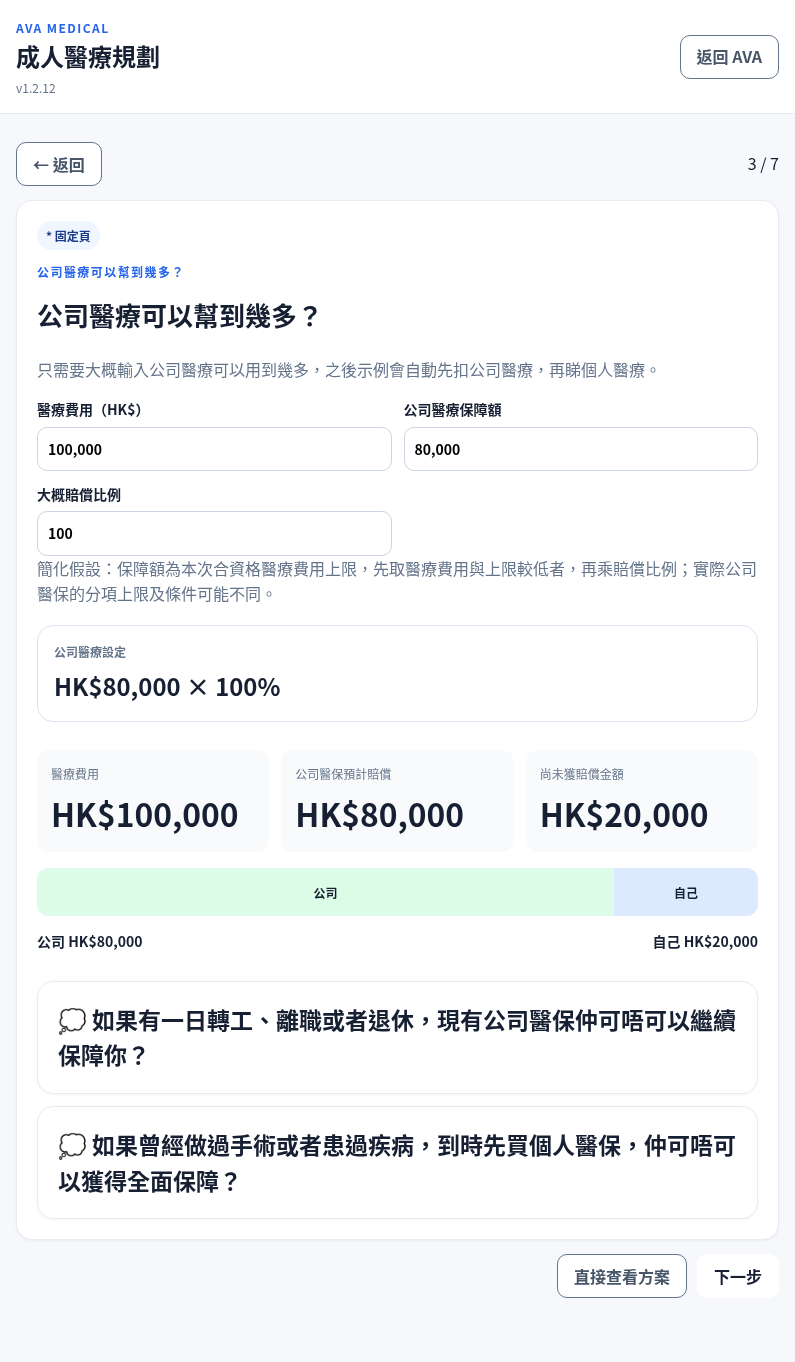 AVA MEDICAL
成人醫療規劃
v1.2.12
返回 AVA
← 返回
3 / 7
* 固定頁
公司醫療可以幫到幾多？
公司醫療可以幫到幾多？
只需要大概輸入公司醫療可以用到幾多，之後示例會自動先扣公司醫療，再睇個人醫療。
醫療費用（HK$）
公司醫療保障額
100,000
80,000
大概賠償比例
100
簡化假設：保障額為本次合資格醫療費用上限，先取醫療費用與上限較低者，再乘賠償比例；實際公司
醫保的分項上限及條件可能不同。
公司醫療設定
HK$80,000 × 100%
醫療費用
HK$100,000
公司醫保預計賠償
HK$80,000
尚未獲賠償金額
HK$20,000
公司
自己
公司 HK$80,000
自己 HK$20,000
💭 如果有一日轉工、離職或者退休，現有公司醫保仲可唔可以繼續
保障你？
💭 如果曾經做過手術或者患過疾病，到時先買個人醫保，仲可唔可
以獲得全面保障？
直接查看方案
下一步